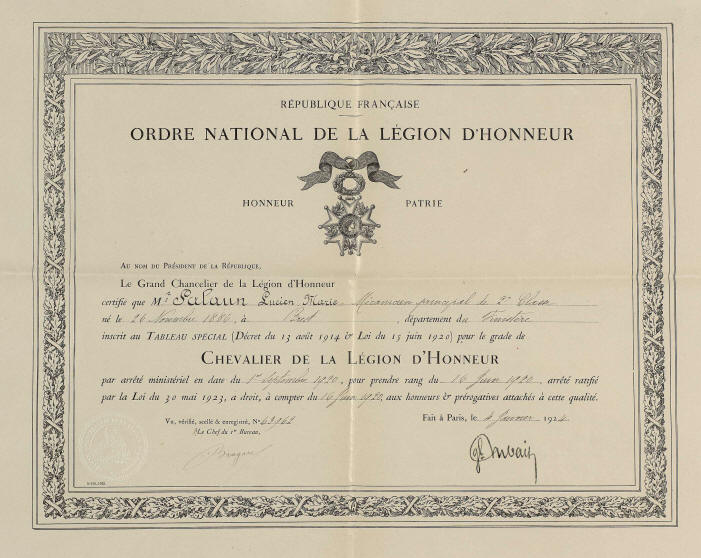 RÉPUBLIQUE FRANÇAISE
ORDRE NATIONAL DE LA LÉGION D'HONNEUR
HONNEUR PATRIE
AU NOM DU PRÉSIDENT DE LA RÉPUBLIQUE,
Le Grand Chancelier de la Légion d'Honneur
certifie que Mr Palaun Lucien Marie Mécanicien principal de 2e Classe
né le 26 Novembre 1886, à Brest, département du Finistère
inscrit au TABLEAU SPÉCIAL (Décret du 13 août 1914 & Loi du 15 juin 1920) pour le grade de
CHEVALIER DE LA LÉGION D'HONNEUR
par arrêté ministériel en date du 1er Septembre 1920, pour prendre rang du 16 Juin 1920, arrêté ratifié
par la Loi du 30 mai 1923, a droit, à compter du 16 Juin 1920, aux honneurs & prérogatives attachés à cette qualité.
Vu, vérifié, scellé & enregistré, N° 63962 Fait à Paris, le 4 Janvier 1924
Le Chef du 1er Bureau.